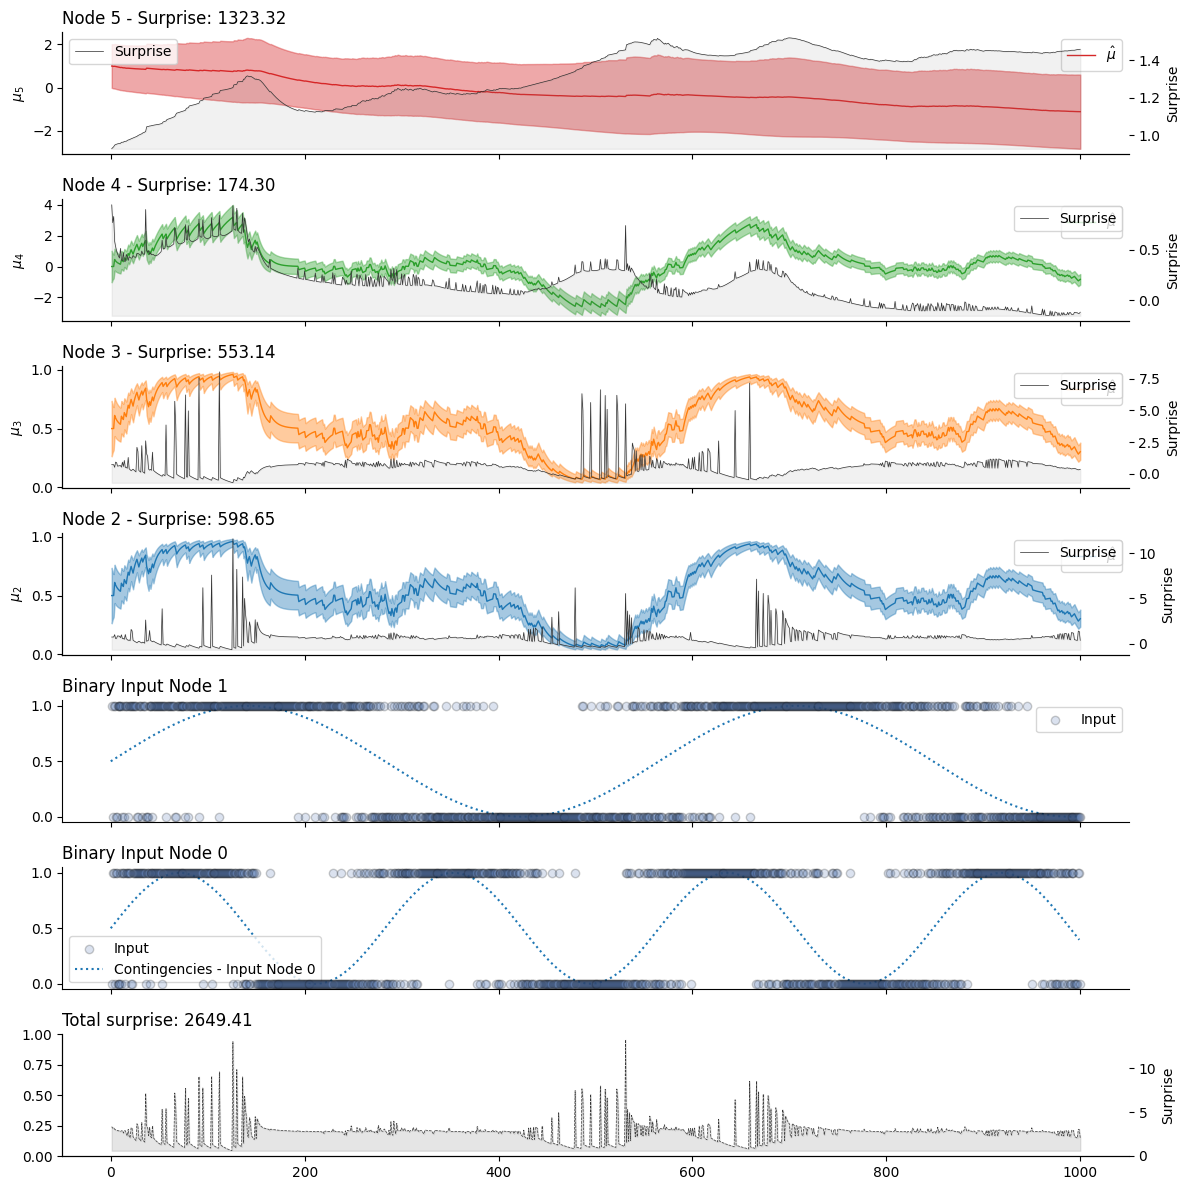 Node 5 - Surprise: 1323.32
2
0
−2
μ5
Surprise
μ̂
1.4
1.2
1.0
Surprise
Node 4 - Surprise: 174.30
4
2
0
−2
μ4
Surprise
0.5
0.0
Surprise
Node 3 - Surprise: 553.14
1.0
0.5
0.0
μ3
Surprise
7.5
5.0
2.5
0.0
Surprise
Node 2 - Surprise: 598.65
1.0
0.5
0.0
μ2
Surprise
10
5
0
Surprise
Binary Input Node 1
1.0
0.5
0.0
Input
Binary Input Node 0
1.0
0.5
0.0
Input
Contingencies - Input Node 0
Total surprise: 2649.41
1.00
0.75
0.50
0.25
0.00
10
5
0
Surprise
0 200 400 600 800 1000